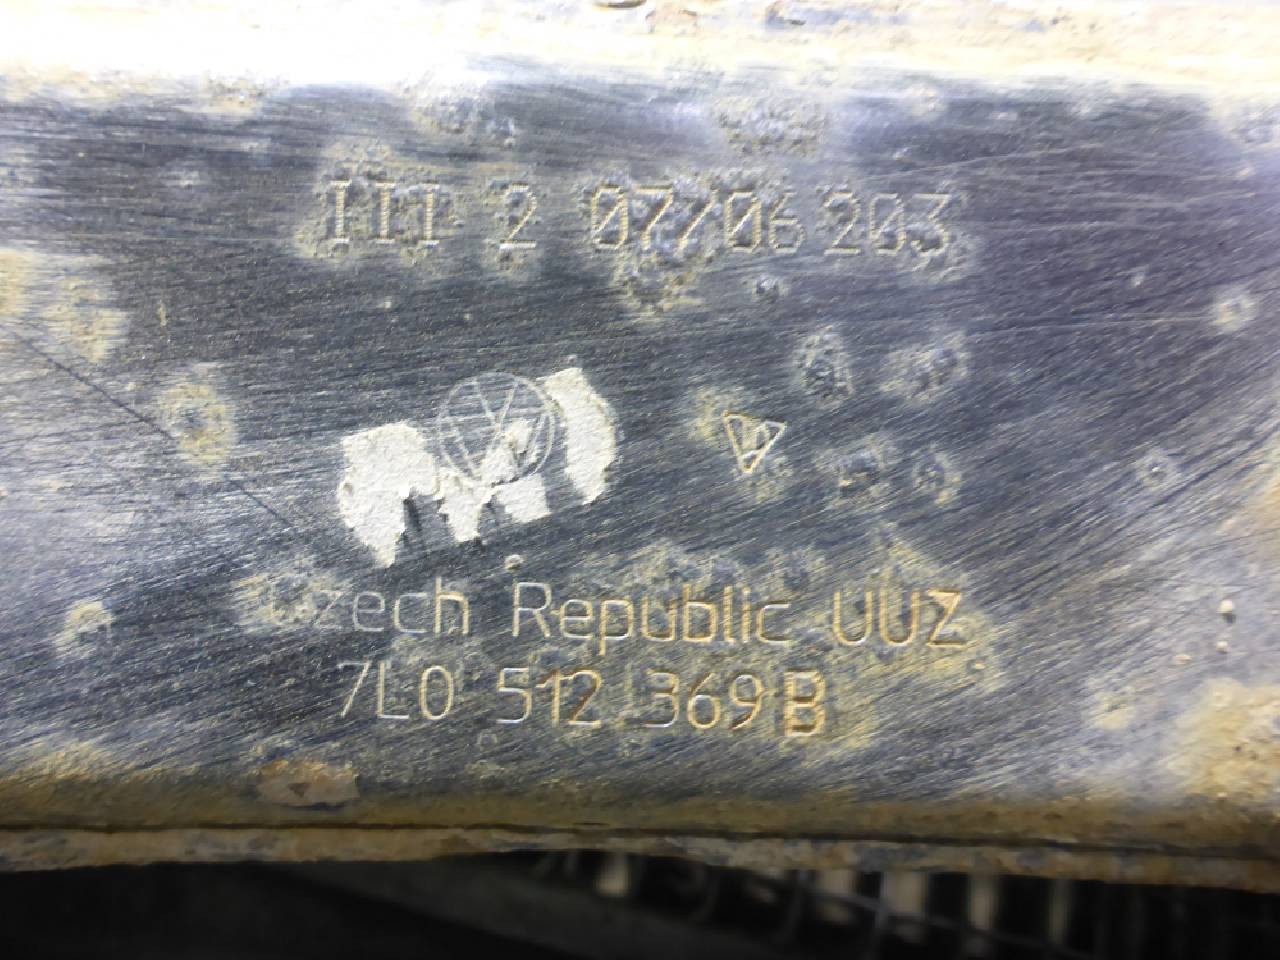 III 2 07/06 203
Czech Republic UUZ
7L0 512 369 B